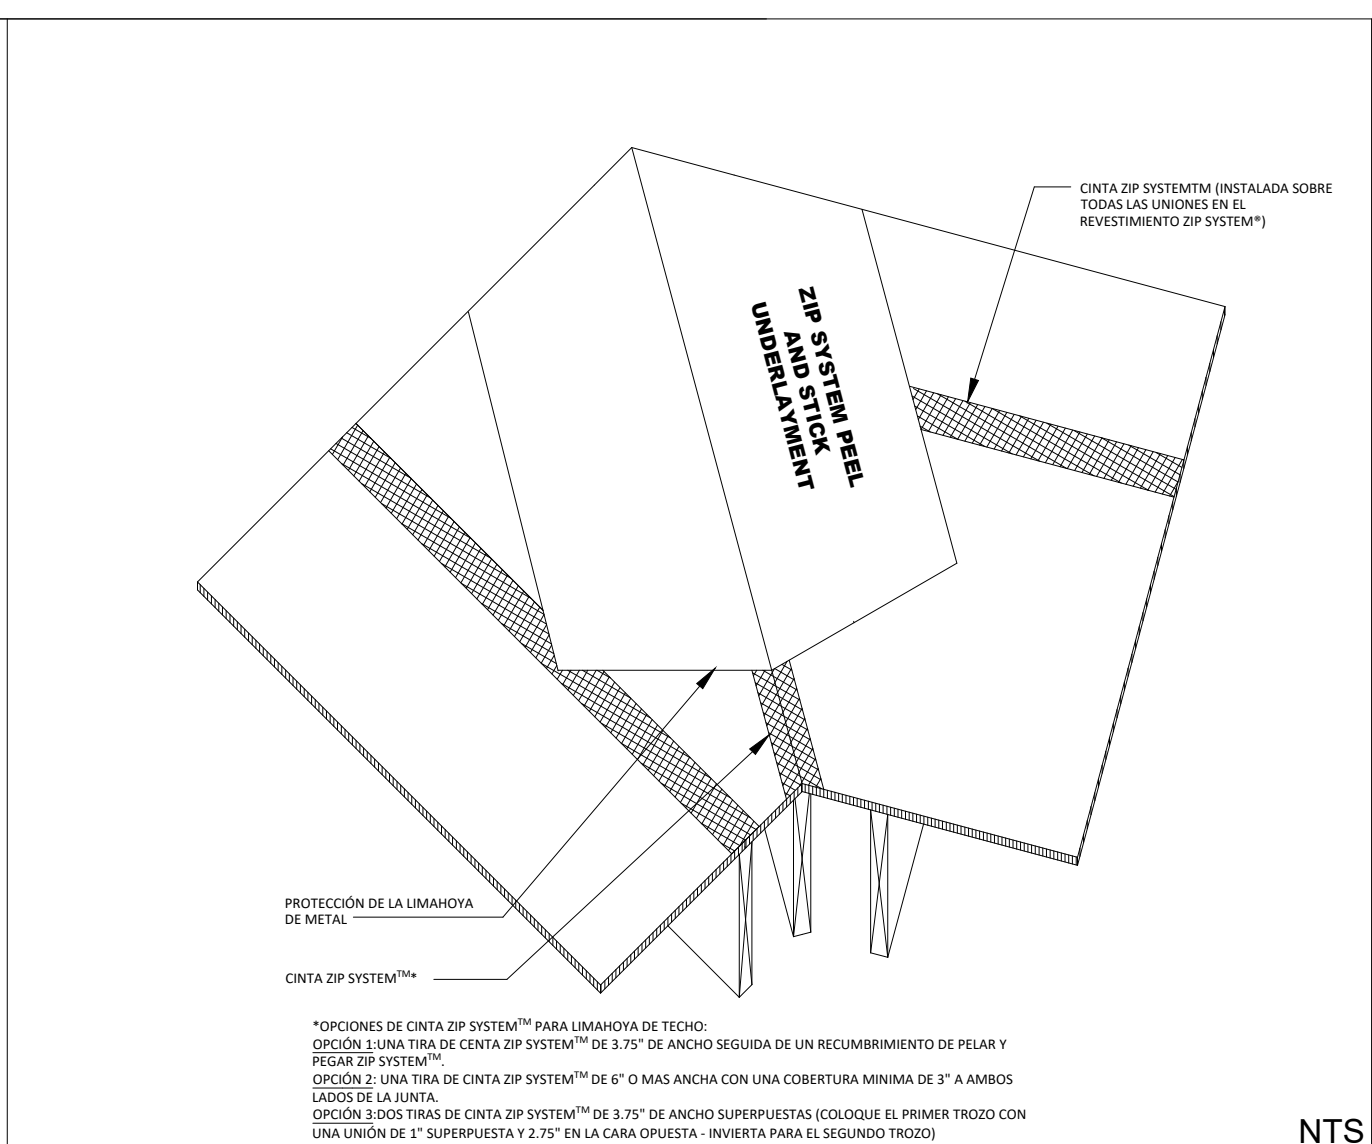 CINTA ZIP SYSTEMTM (INSTALADA SOBRE
TODAS LAS UNIONES EN EL
REVESTIMIENTO ZIP SYSTEM®)
ZIP SYSTEM PEEL
AND STICK
UNDERLAYMENT
PROTECCIÓN DE LA LIMAHOYA
DE METAL
CINTA ZIP SYSTEM™*
*OPCIONES DE CINTA ZIP SYSTEM™ PARA LIMAHOYA DE TECHO:
OPCIÓN 1:UNA TIRA DE CENTA ZIP SYSTEM™ DE 3.75" DE ANCHO SEGUIDA DE UN RECUMBRIMIENTO DE PELAR Y
PEGAR ZIP SYSTEM™.
OPCIÓN 2: UNA TIRA DE CINTA ZIP SYSTEM™ DE 6" O MAS ANCHA CON UNA COBERTURA MINIMA DE 3" A AMBOS
LADOS DE LA JUNTA.
OPCIÓN 3:DOS TIRAS DE CINTA ZIP SYSTEM™ DE 3.75" DE ANCHO SUPERPUESTAS (COLOQUE EL PRIMER TROZO CON
UNA UNIÓN DE 1" SUPERPUESTA Y 2.75" EN LA CARA OPUESTA - INVIERTA PARA EL SEGUNDO TROZO)
NTS